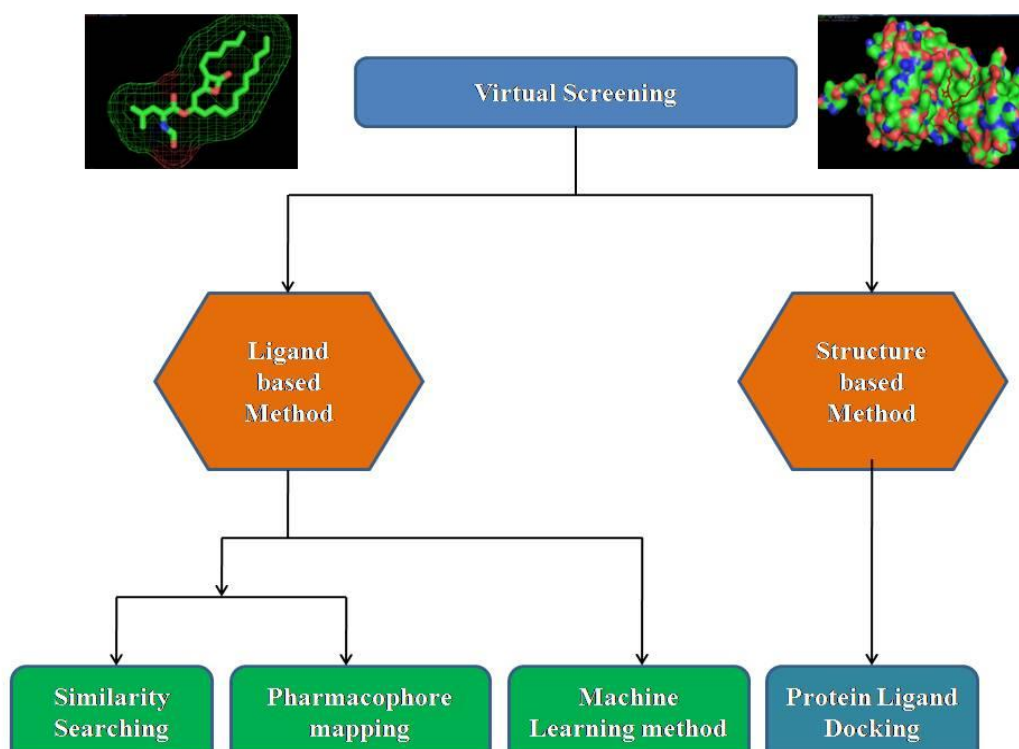 Virtual Screening
Ligand
based
Method
Structure
based
Method
Similarity
Searching
Pharmacophore
mapping
Machine
Learning method
Protein Ligand
Docking